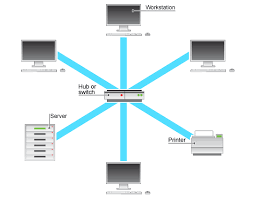 Workstation
Hub or
switch
Server
Printer